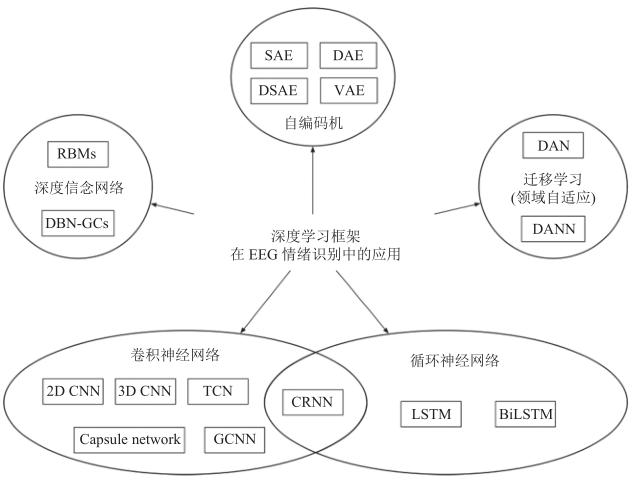 SAE
DAE
DSAE
VAE
自编码机
RBMs
深度信念网络
DBN-GCs
DAN
迁移学习
(领域自适应)
DANN
深度学习框架
在 EEG 情绪识别中的应用
卷积神经网络
2D CNN
3D CNN
TCN
Capsule network
GCNN
CRNN
循环神经网络
LSTM
BiLSTM